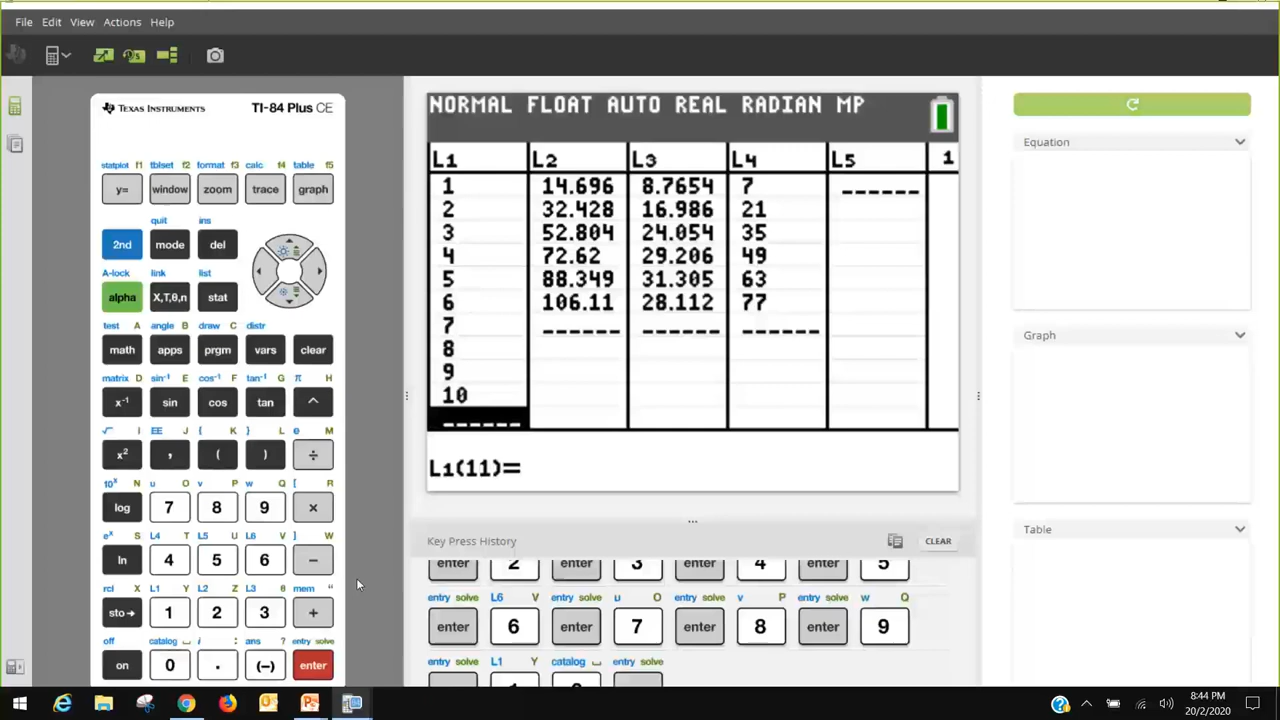 File Edit View Actions Help
TEXAS INSTRUMENTS TI-84 Plus CE
statplot f1 tblset f2 format f3 calc f4 table f5
y= window zoom trace graph
quit ins
2nd mode del
A-lock link list
alpha X,T,θ,n stat
test A angle B draw C distr
math apps prgm vars clear
matrix D sin⁻¹ E cos⁻¹ F tan⁻¹ G π H
x⁻¹ sin cos tan ^
√ I EE J { K } L e M
x² , ( ) ÷
10ˣ N u O v P w Q [ R
log 7 8 9 ×
eˣ S L4 T L5 U L6 V ] W
ln 4 5 6 −
rcl X L1 Y L2 Z L3 θ mem "
sto→ 1 2 3 +
off catalog ␣ i : ans ? entry solve
on 0 . (−) enter
NORMAL FLOAT AUTO REAL RADIAN MP
L1 L2 L3 L4 L5 1
1 14.696 8.7654 7 ------
2 32.428 16.986 21
3 52.804 24.054 35
4 72.62 29.206 49
5 88.349 31.305 63
6 106.11 28.112 77
7 ------ ------ ------
8
9
10
------
L1(11)=
Key Press History CLEAR
enter 2 enter 3 enter 4 enter 5
entry solve L6 V entry solve u O entry solve v P entry solve w Q
enter 6 enter 7 enter 8 enter 9
entry solve L1 Y catalog ␣ entry solve
Equation
Graph
Table
8:44 PM
20/2/2020